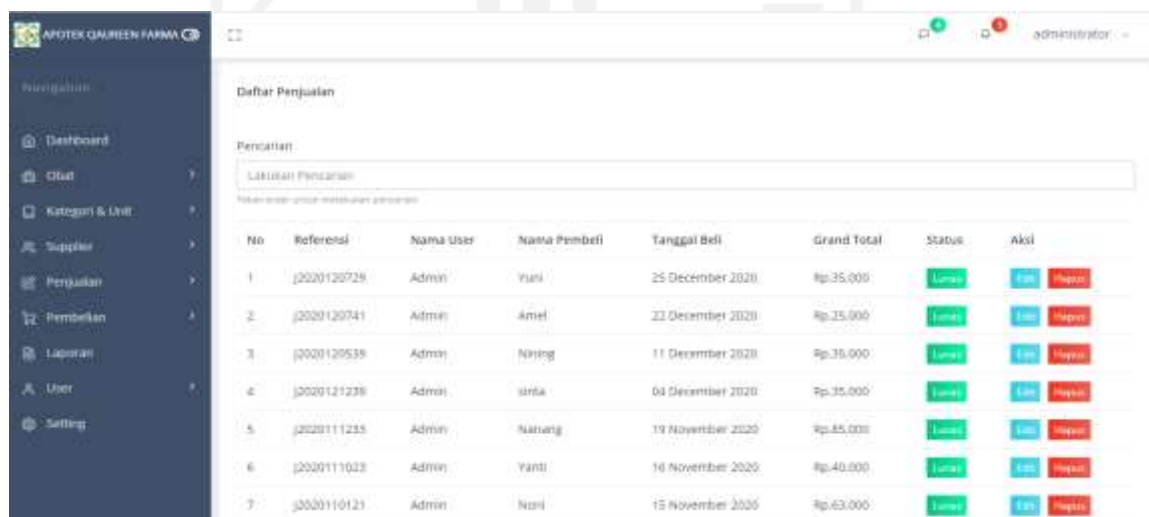 APOTEK QAUREEN FARMA
administrator
Navigation
Daftar Penjualan
Dashboard
Pencarian
Obat
Lakukan Pencarian
Tekan enter untuk melakukan pencarian
Kategori & Unit
No Referensi Nama User Nama Pembeli Tanggal Beli Grand Total Status Aksi
Supplier
1 J2020120729 Admin Yuni 25 December 2020 Rp.35.000 Lunas Edit Hapus
Penjualan
2 J2020120741 Admin Amel 22 December 2020 Rp.25.000 Lunas Edit Hapus
Pembelian
3 J2020120539 Admin Nining 11 December 2020 Lunas Edit Hapus
Laporan
4 Admin sinta 04 December 2020 Rp.35.000 Lunas Edit Hapus
User
5 Admin Nanang 19 November 2020 Rp.85.000 Lunas Edit Hapus
Setting
6 J2020111023 Admin Yanti 16 November 2020 Rp.40.000 Lunas Edit Hapus
7 J2020110121 Admin 15 November 2020 Rp.63.000 Lunas Edit Hapus